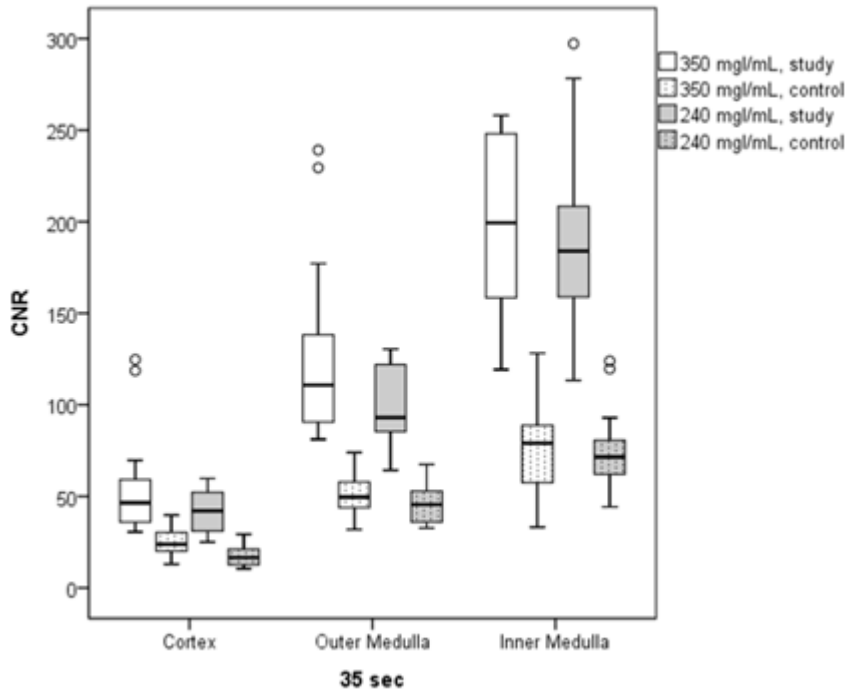 300
250
200
150
100
50
0
CNR
Cortex
Outer Medulla
Inner Medulla
35 sec
350 mgI/mL, study
350 mgI/mL, control
240 mgI/mL, study
240 mgI/mL, control